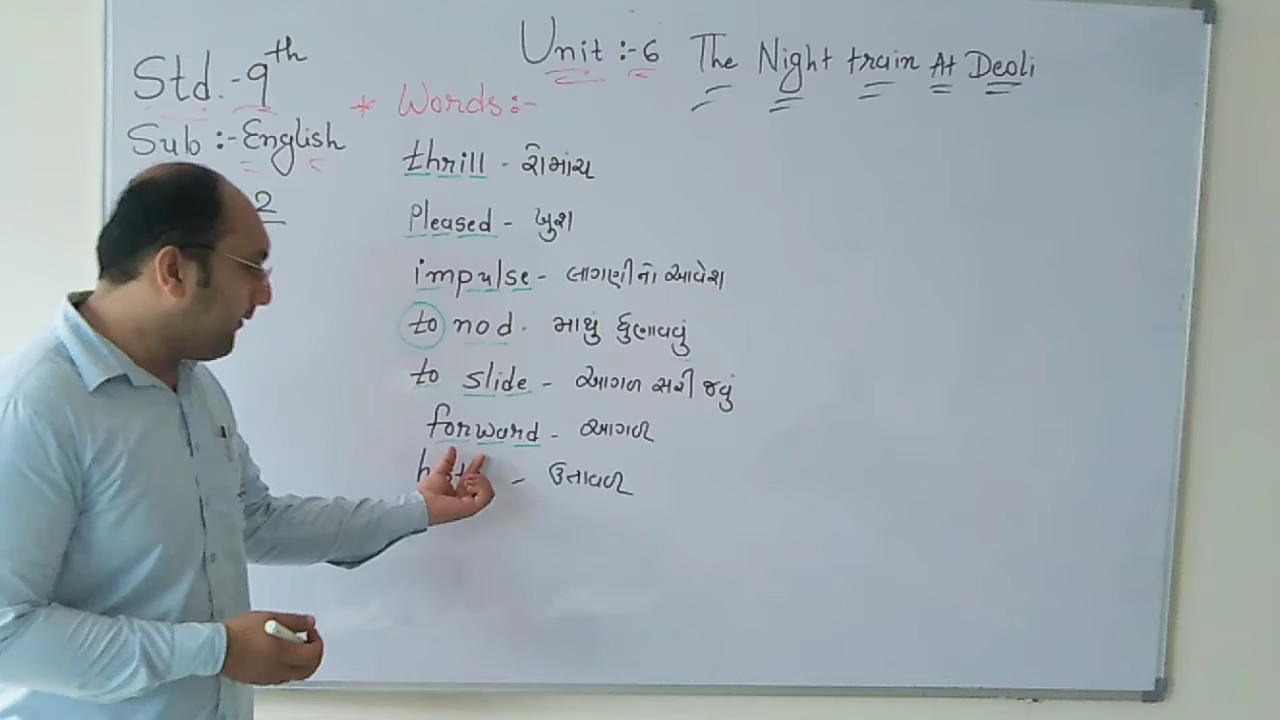 Std.-9th
Unit :- 6 The Night train At Deoli
Sub :- English
2
* Words:-
thrill - રોમાંચ
Pleased - ખુશ
impulse - લાગણીનો આવેશ
to nod. માથું ધુણાવવું
to slide - આગળ સરી જવું
forward - આગળ
- ઉતાવળ